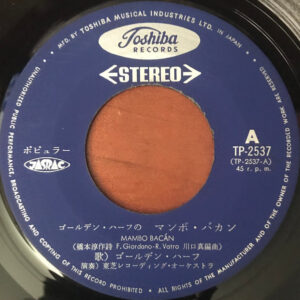 MFD. BY TOSHIBA MUSICAL INDUSTRIES LTD. IN JAPAN
Toshiba
RECORDS
STEREO
ポピュラー
JASRAC
A
TP-2537
(TP-2537-A)
45 r.p.m.
ゴールデン・ハーフの マンボ・バカン
MAMBO BACAN
(橋本淳作詩 F. Giordano-R. Vatro 川口真編曲)
歌) ゴールデン・ハーフ
演奏) 東芝レコーディング・オーケストラ
UNAUTHORIZED PUBLIC PERFORMANCE, BROADCASTING AND COPYING OF THIS RECORD PROHIBITED
ALL RIGHTS OF THE MANUFACTURER AND OF THE OWNER OF THE RECORDED WORK RESERVED